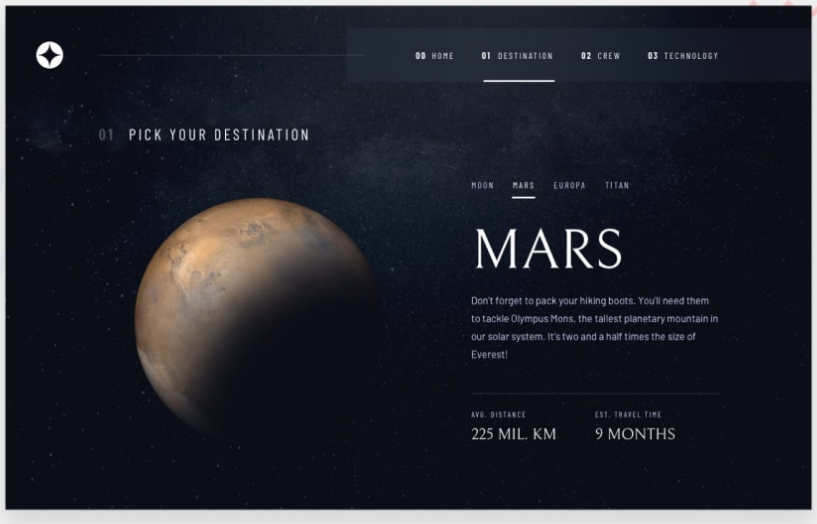 00 HOME 01 DESTINATION 02 CREW 03 TECHNOLOGY
01 PICK YOUR DESTINATION
MOON MARS EUROPA TITAN
MARS
Don't forget to pack your hiking boots. You'll need them
to tackle Olympus Mons, the tallest planetary mountain in
our solar system. It's two and a half times the size of
Everest!
AVG. DISTANCE EST. TRAVEL TIME
225 MIL. KM 9 MONTHS